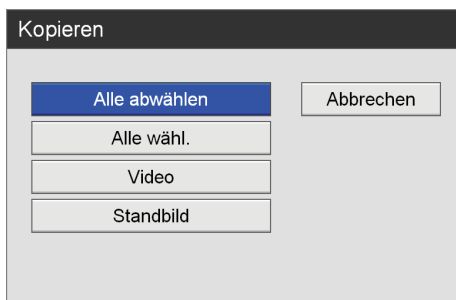 Kopieren
Alle abwählen
Abbrechen
Alle wähl.
Video
Standbild